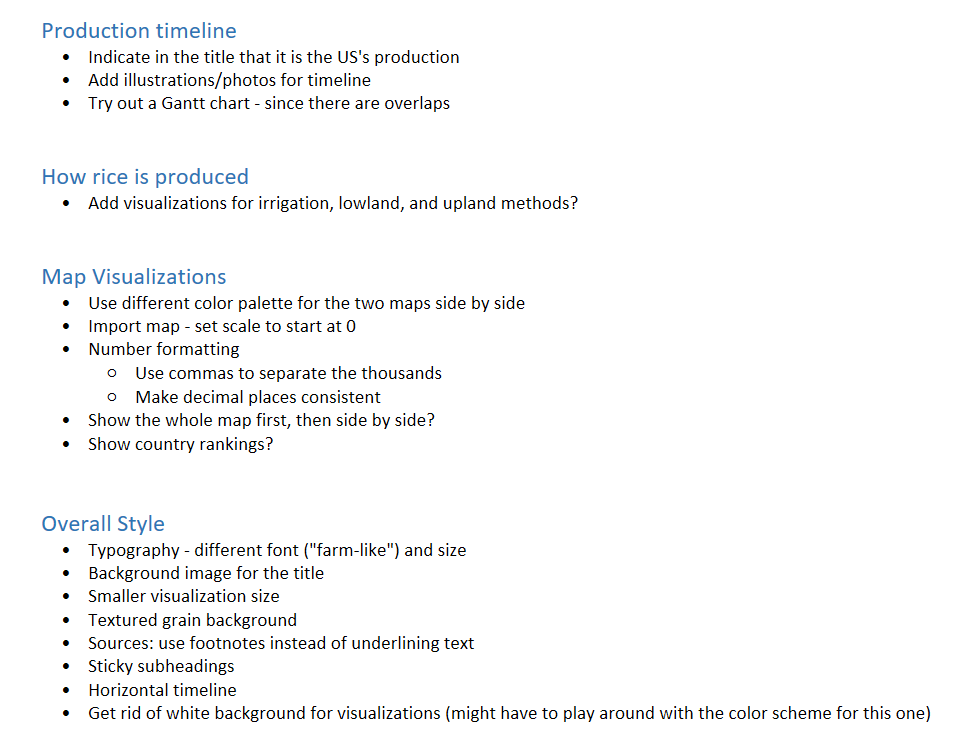 Production timeline
• Indicate in the title that it is the US's production
• Add illustrations/photos for timeline
• Try out a Gantt chart - since there are overlaps
How rice is produced
• Add visualizations for irrigation, lowland, and upland methods?
Map Visualizations
• Use different color palette for the two maps side by side
• Import map - set scale to start at 0
• Number formatting
○ Use commas to separate the thousands
○ Make decimal places consistent
• Show the whole map first, then side by side?
• Show country rankings?
Overall Style
• Typography - different font ("farm-like") and size
• Background image for the title
• Smaller visualization size
• Textured grain background
• Sources: use footnotes instead of underlining text
• Sticky subheadings
• Horizontal timeline
• Get rid of white background for visualizations (might have to play around with the color scheme for this one)